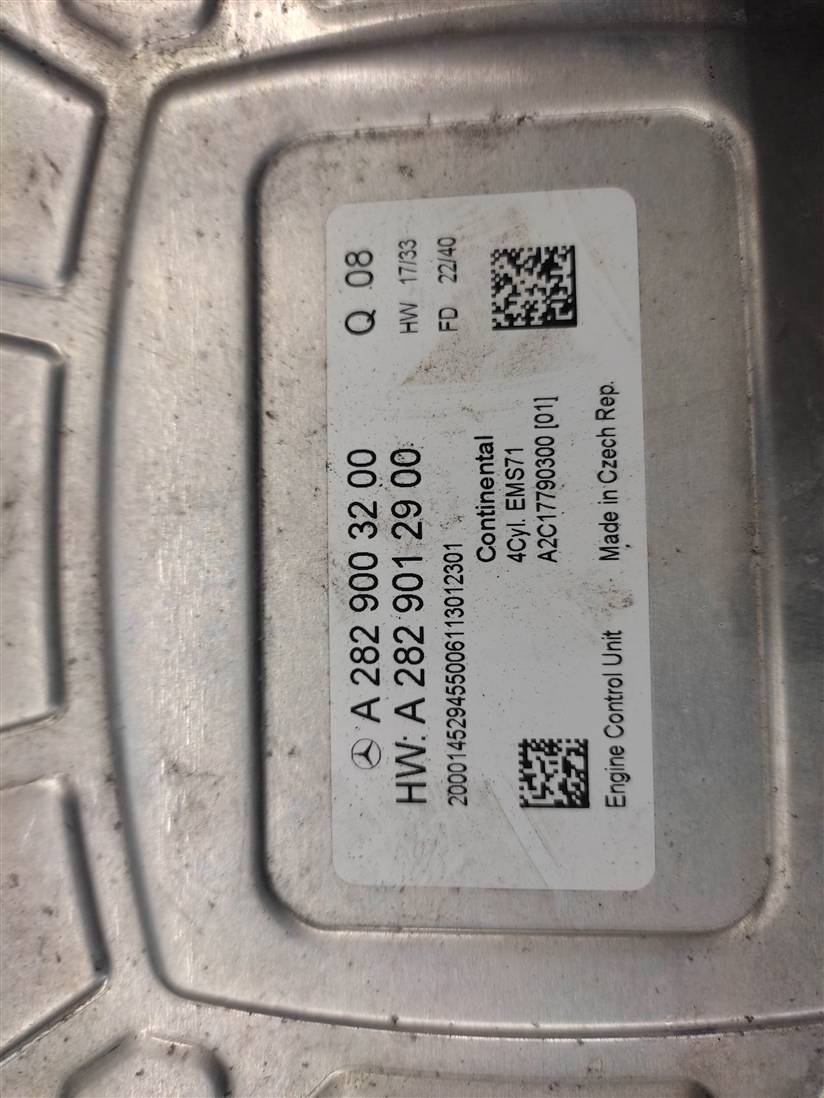 A 282 900 32 00 Q 08
HW: A 282 901 29 00 HW 17/33
200014529455006113012301 FD 22/40
Continental
4Cyl. EMS71
A2C17790300 [01]
Engine Control Unit Made in Czech Rep.